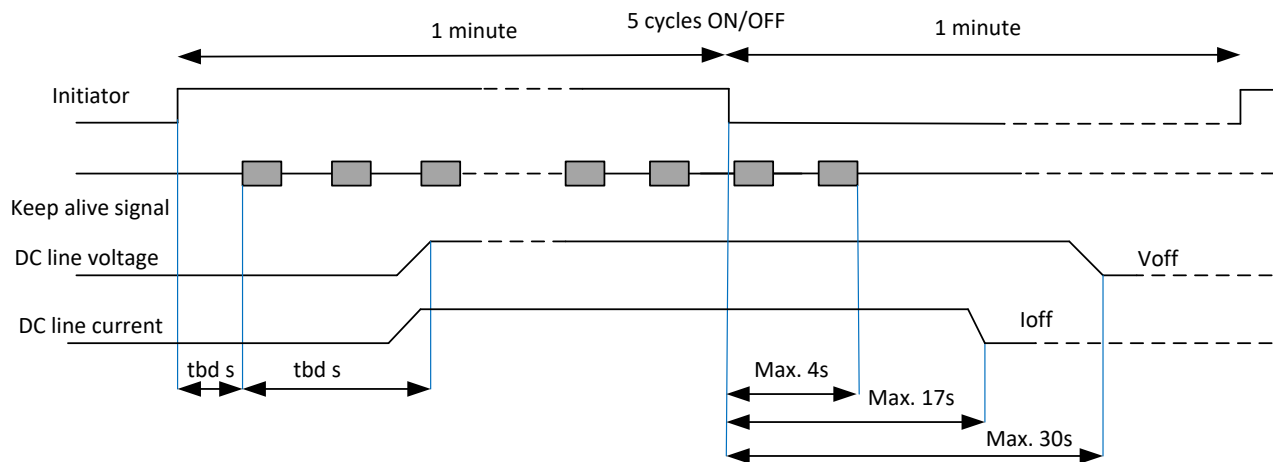 5 cycles ON/OFF
1 minute
1 minute
Initiator
Keep alive signal
DC line voltage
Voff
DC line current
Ioff
tbd s
tbd s
Max. 4s
Max. 17s
Max. 30s